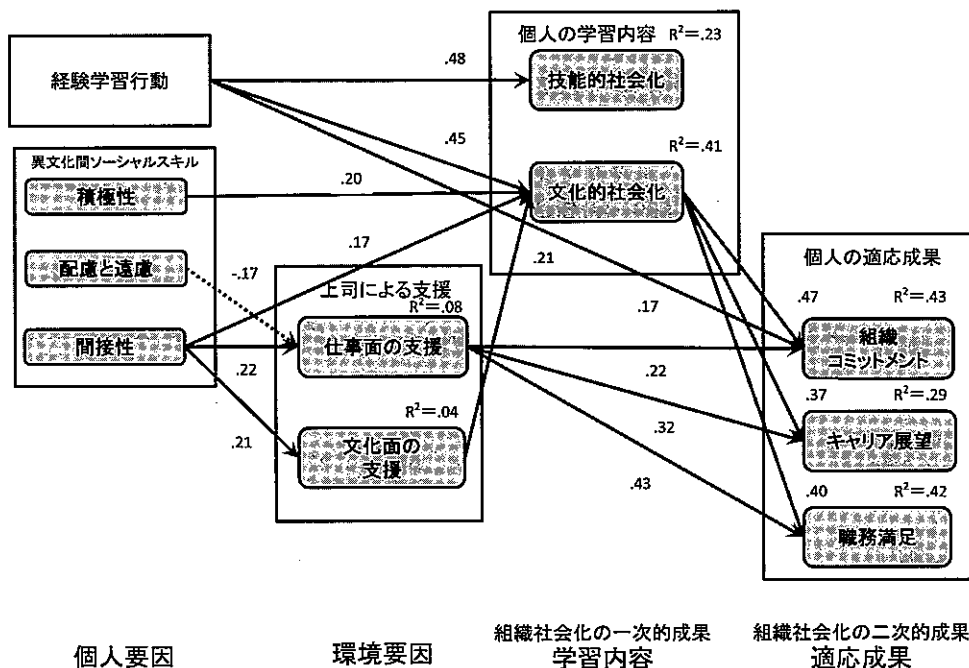 経験学習行動
異文化間ソーシャルスキル
積極性
配慮と遠慮
間接性
.48
.45
.20
.17
-.17
.22
.21
上司による支援
R²=.08
仕事面の支援
R²=.04
文化面の
支援
個人の学習内容 R²=.23
技能的社会化
R²=.41
文化的社会化
.21
.17
.22
.32
.43
個人の適応成果
.47 R²=.43
組織
コミットメント
.37 R²=.29
キャリア展望
.40 R²=.42
職務満足
個人要因
環境要因
組織社会化の一次的成果
学習内容
組織社会化の二次的成果
適応成果